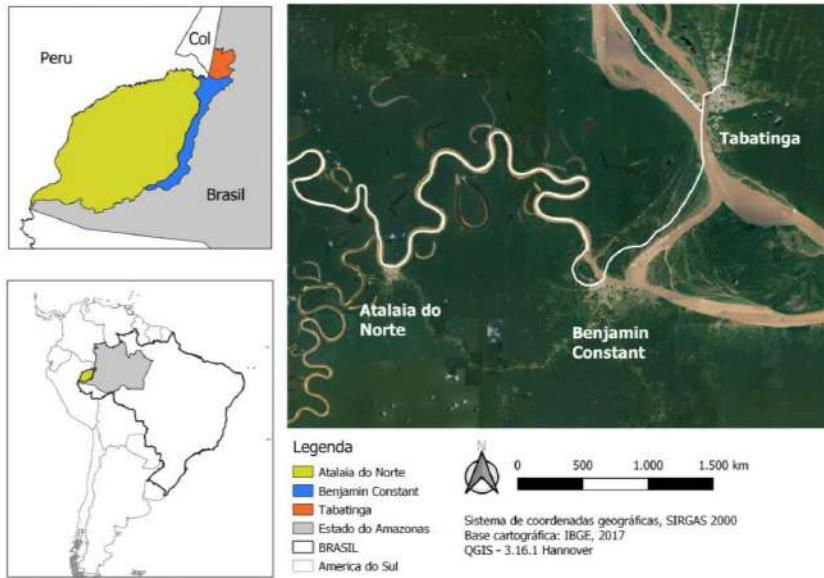 Peru
Col
Brasil
Tabatinga
Atalaia do
Norte
Benjamin
Constant
Legenda
Atalaia do Norte
Benjamin Constant
Tabatinga
Estado do Amazonas
BRASIL
America do Sul
N
0 500 1.000 1.500 km
Sistema de coordenadas geográficas, SIRGAS 2000
Base cartográfica: IBGE, 2017
QGIS - 3.16.1 Hannover